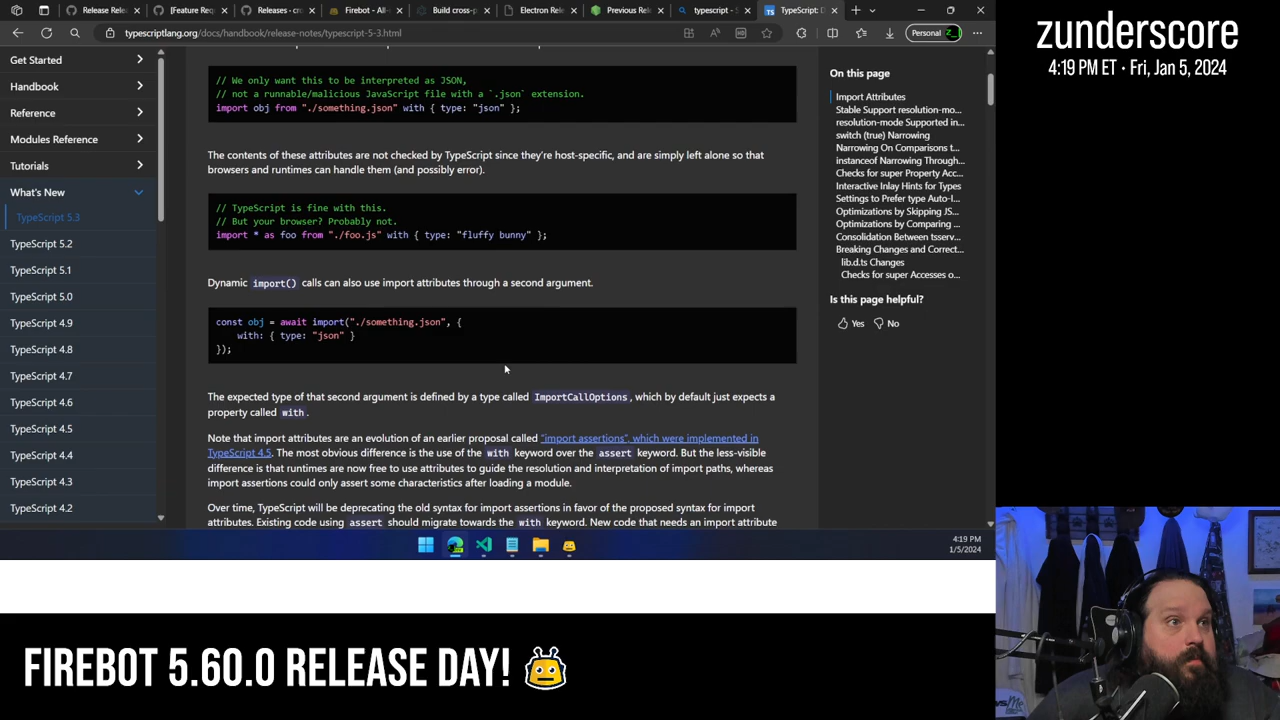 Release Relea
[Feature Req
Releases · cro
Firebot - All-
Build cross-p
Electron Rele
Previous Rel
typescript - S
TypeScript: D
typescriptlang.org/docs/handbook/release-notes/typescript-5-3.html
Personal
Get Started
Handbook
Reference
Modules Reference
Tutorials
What's New
TypeScript 5.3
TypeScript 5.2
TypeScript 5.1
TypeScript 5.0
TypeScript 4.9
TypeScript 4.8
TypeScript 4.7
TypeScript 4.6
TypeScript 4.5
TypeScript 4.4
TypeScript 4.3
TypeScript 4.2
// We only want this to be interpreted as JSON,
// not a runnable/malicious JavaScript file with a `.json` extension.
import obj from "./something.json" with { type: "json" };
The contents of these attributes are not checked by TypeScript since they're host-specific, and are simply left alone so that
browsers and runtimes can handle them (and possibly error).
// TypeScript is fine with this.
// But your browser? Probably not.
import * as foo from "./foo.js" with { type: "fluffy bunny" };
Dynamic import() calls can also use import attributes through a second argument.
const obj = await import("./something.json", {
with: { type: "json" }
});
The expected type of that second argument is defined by a type called ImportCallOptions, which by default just expects a
property called with.
Note that import attributes are an evolution of an earlier proposal called "import assertions", which were implemented in
TypeScript 4.5. The most obvious difference is the use of the with keyword over the assert keyword. But the less-visible
difference is that runtimes are now free to use attributes to guide the resolution and interpretation of import paths, whereas
import assertions could only assert some characteristics after loading a module.
Over time, TypeScript will be deprecating the old syntax for import assertions in favor of the proposed syntax for import
attributes. Existing code using assert should migrate towards the with keyword. New code that needs an import attribute
On this page
Import Attributes
Stable Support resolution-mo...
resolution-mode Supported in...
switch (true) Narrowing
Narrowing On Comparisons t...
instanceof Narrowing Through...
Checks for super Property Acc...
Interactive Inlay Hints for Types
Settings to Prefer type Auto-I...
Optimizations by Skipping JS...
Optimizations by Comparing ...
Consolidation Between tsserv...
Breaking Changes and Correct...
lib.d.ts Changes
Checks for super Accesses o...
Is this page helpful?
Yes
No
4:19 PM
1/5/2024
zunderscore
4:19 PM ET • Fri, Jan 5, 2024
FIREBOT 5.60.0 RELEASE DAY!